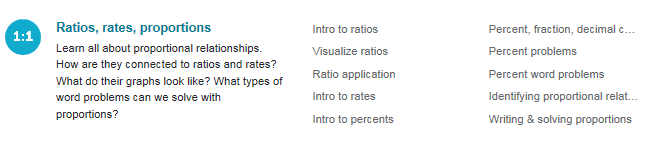 1:1
Ratios, rates, proportions
Learn all about proportional relationships.
How are they connected to ratios and rates?
What do their graphs look like? What types of
word problems can we solve with
proportions?
Intro to ratios
Visualize ratios
Ratio application
Intro to rates
Intro to percents
Percent, fraction, decimal c...
Percent problems
Percent word problems
Identifying proportional relat...
Writing & solving proportions